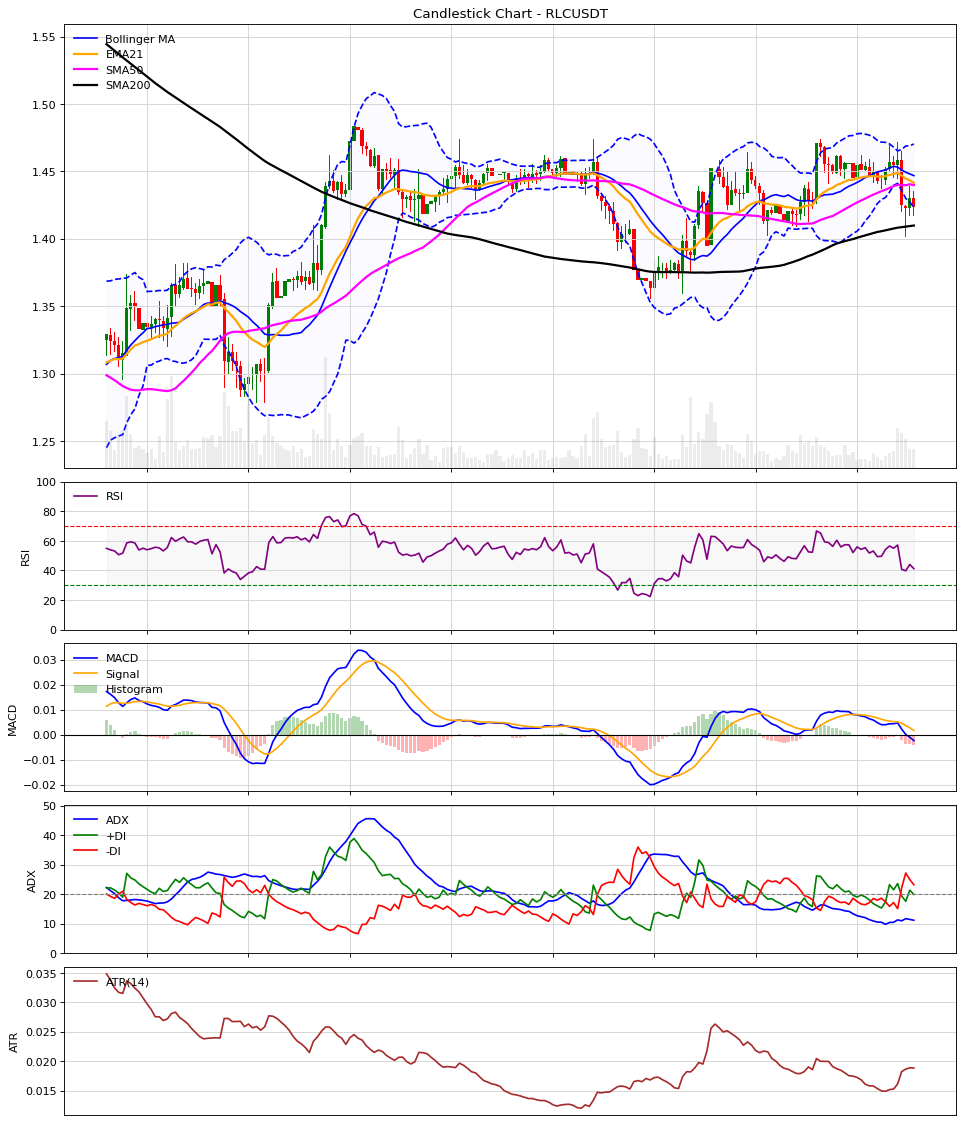 Candlestick Chart - RLCUSDT
Bollinger MA
EMA21
SMA50
SMA200
1.55
1.50
1.45
1.40
1.35
1.30
1.25
RSI
RSI
100
80
60
40
20
0
MACD
Signal
Histogram
MACD
0.03
0.02
0.01
0.00
−0.01
−0.02
ADX
+DI
-DI
ADX
50
40
30
20
10
0
ATR(14)
ATR
0.035
0.030
0.025
0.020
0.015